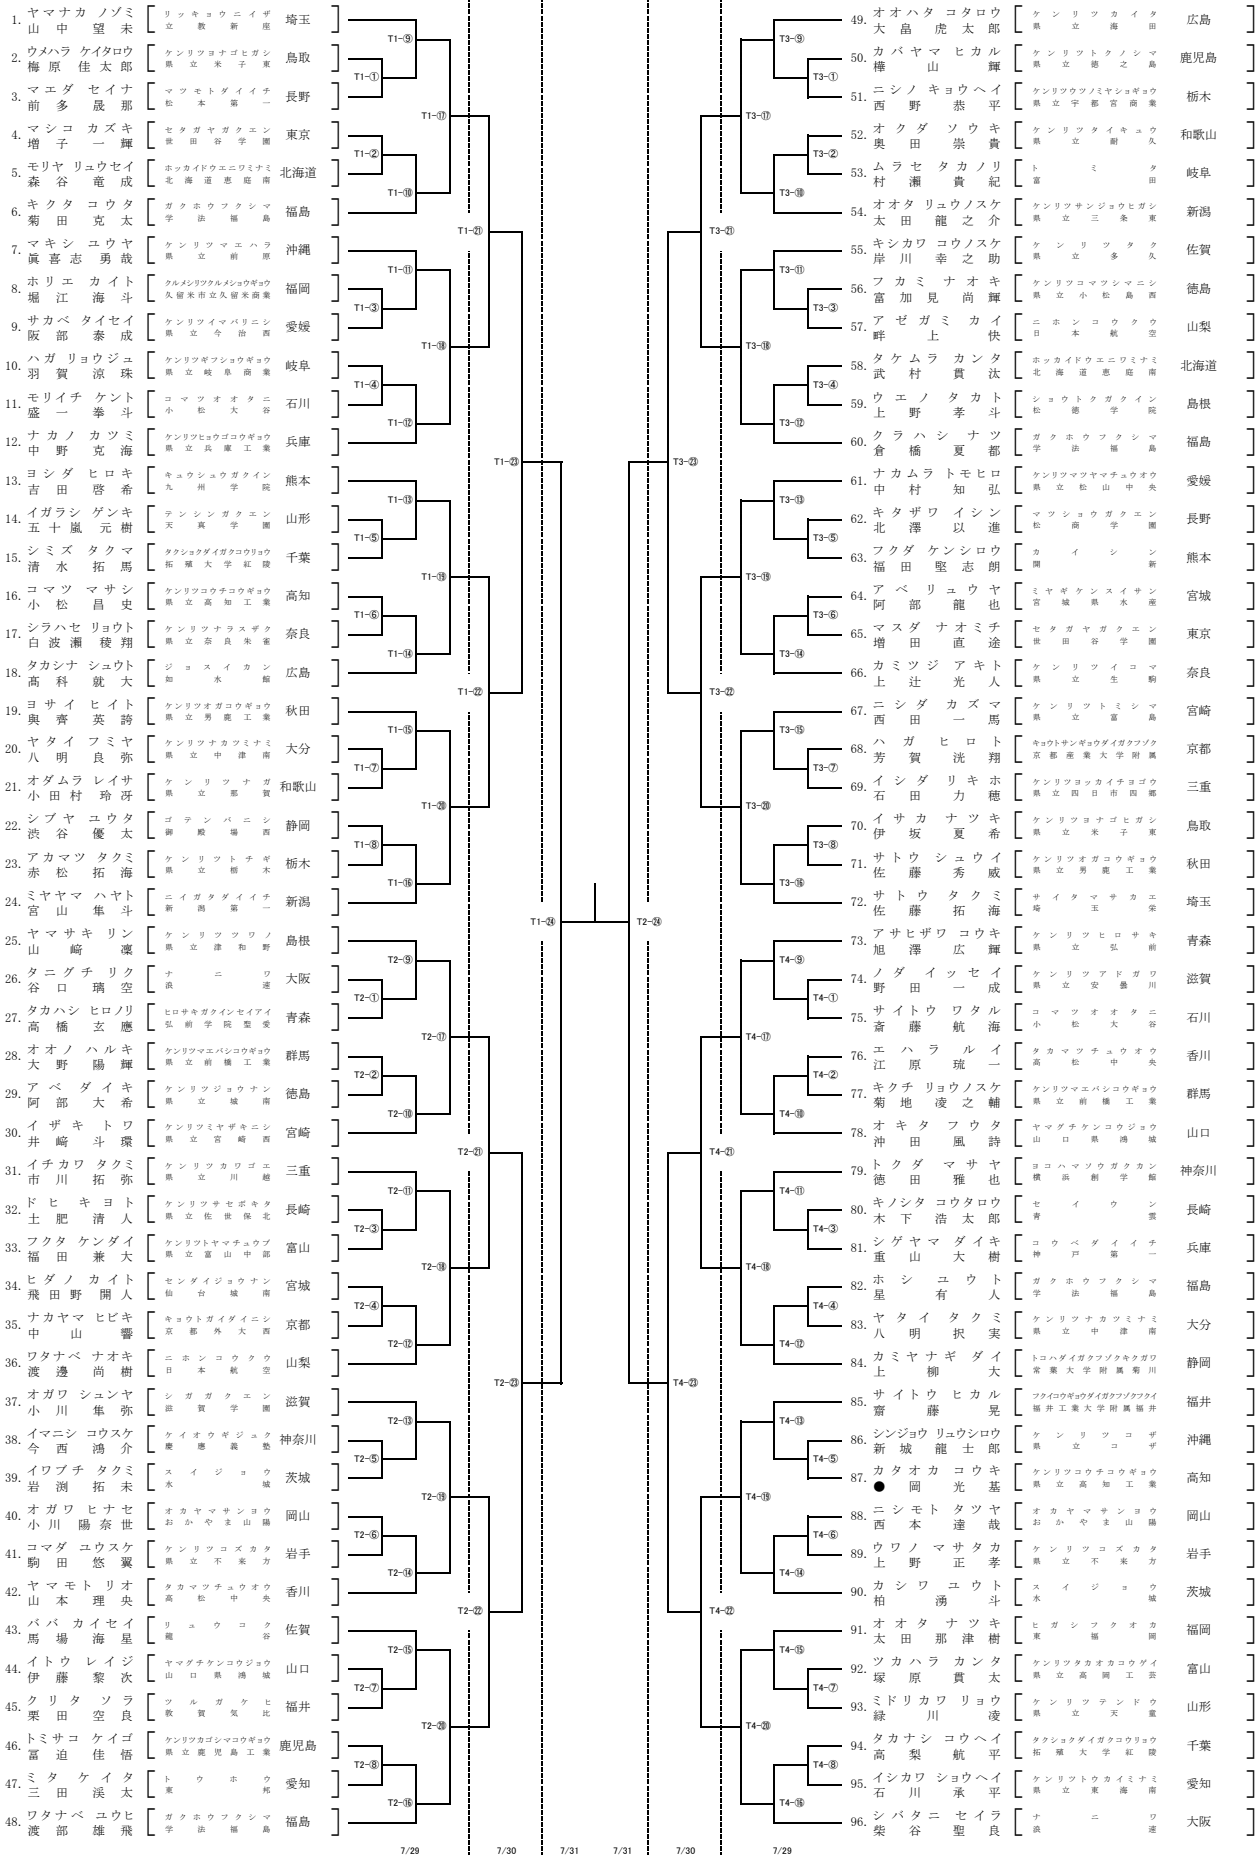 1. ヤマナカ ノゾミ [ リッキョウニイザ ] 埼玉
山中 望未 立教新座
2. ウメハラ ケイタロウ [ ケンリツヨナゴヒガシ ] 鳥取
梅原 佳太郎 県立米子東
3. マエダ セイナ [ マツモトダイイチ ] 長野
前多 晟那 松本第一
4. マシコ カズキ [ セタガヤガクエン ] 東京
増子 一輝 世田谷学園
5. モリヤ リュウセイ [ ホッカイドウエニワミナミ ] 北海道
森谷 竜成 北海道恵庭南
6. キクタ コウタ [ ガクホウフクシマ ] 福島
菊田 克太 学法福島
7. マキシ ユウヤ [ ケンリツマエハラ ] 沖縄
眞喜志 勇哉 県立前原
8. ホリエ カイト [ クルメシリツクルメショウギョウ ] 福岡
堀江 海斗 久留米市立久留米商業
9. サカベ タイセイ [ ケンリツイマバリニシ ] 愛媛
阪部 泰成 県立今治西
10. ハガ リョウジュ [ ケンリツギフショウギョウ ] 岐阜
羽賀 涼珠 県立岐阜商業
11. モリイチ ケント [ コマツオオタニ ] 石川
盛一 拳斗 小松大谷
12. ナカノ カツミ [ ケンリツヒョウゴコウギョウ ] 兵庫
中野 克海 県立兵庫工業
13. ヨシダ ヒロキ [ キュウシュウガクイン ] 熊本
吉田 啓希 九州学院
14. イガラシ ゲンキ [ テンシンガクエン ] 山形
五十嵐 元樹 天真学園
15. シミズ タクマ [ タクショクダイガクコウリョウ ] 千葉
清水 拓馬 拓殖大学紅陵
16. コマツ マサシ [ ケンリツコウチコウギョウ ] 高知
小松 昌史 県立高知工業
17. シラハセ リョウト [ ケンリツナラスザク ] 奈良
白波瀬 稜翔 県立奈良朱雀
18. タカシナ シュウト [ ジョスイカン ] 広島
髙科 就大 如水館
19. ヨサイ ヒイト [ ケンリツオガコウギョウ ] 秋田
與齊 英誇 県立男鹿工業
20. ヤタイ フミヤ [ ケンリツナカツミナミ ] 大分
八明 良弥 県立中津南
21. オダムラ レイサ [ ケンリツナガ ] 和歌山
小田村 玲冴 県立那賀
22. シブヤ ユウタ [ ゴテンバニシ ] 静岡
渋谷 優太 御殿場西
23. アカマツ タクミ [ ケンリツトチギ ] 栃木
赤松 拓海 県立栃木
24. ミヤヤマ ハヤト [ ニイガタダイイチ ] 新潟
宮山 隼斗 新潟第一
25. ヤマサキ リン [ ケンリツツワノ ] 島根
山﨑 凜 県立津和野
26. タニグチ リク [ ナニワ ] 大阪
谷口 璃空 浪速
27. タカハシ ヒロノリ [ ヒロサキガクインセイアイ ] 青森
高橋 玄應 弘前学院聖愛
28. オオノ ハルキ [ ケンリツマエバシコウギョウ ] 群馬
大野 陽輝 県立前橋工業
29. アベ ダイキ [ ケンリツジョウナン ] 徳島
阿部 大希 県立城南
30. イザキ トワ [ ケンリツミヤザキニシ ] 宮崎
井﨑 斗環 県立宮崎西
31. イチカワ タクミ [ ケンリツカワゴエ ] 三重
市川 拓弥 県立川越
32. ドヒ キヨト [ ケンリツサセボキタ ] 長崎
土肥 清人 県立佐世保北
33. フクタ ケンダイ [ ケンリツトヤマチュウブ ] 富山
福田 兼大 県立富山中部
34. ヒダノ カイト [ センダイジョウナン ] 宮城
飛田野 開人 仙台城南
35. ナカヤマ ヒビキ [ キョウトガイダイニシ ] 京都
中山 響 京都外大西
36. ワタナベ ナオキ [ ニホンコウクウ ] 山梨
渡邊 尚樹 日本航空
37. オガワ シュンヤ [ シガガクエン ] 滋賀
小川 隼弥 滋賀学園
38. イマニシ コウスケ [ ケイオウギジュク ] 神奈川
今西 鴻介 慶應義塾
39. イワブチ タクミ [ スイジョウ ] 茨城
岩渕 拓未 水城
40. オガワ ヒナセ [ オカヤマサンヨウ ] 岡山
小川 陽奈世 おかやま山陽
41. コマダ ユウスケ [ ケンリツコズカタ ] 岩手
駒田 悠翼 県立不来方
42. ヤマモト リオ [ タカマツチュウオウ ] 香川
山本 理央 高松中央
43. ババ カイセイ [ リュウコク ] 佐賀
馬場 海星 龍谷
44. イトウ レイジ [ ヤマグチケンコウジョウ ] 山口
伊藤 黎次 山口県鴻城
45. クリタ ソラ [ ツルガケヒ ] 福井
栗田 空良 敦賀気比
46. トミサコ ケイゴ [ ケンリツカゴシマコウギョウ ] 鹿児島
冨迫 佳悟 県立鹿児島工業
47. ミタ ケイタ [ トウホウ ] 愛知
三田 渓太 東邦
48. ワタナベ ユウヒ [ ガクホウフクシマ ] 福島
渡部 雄飛 学法福島
T1-⑨
T1-①
T1-⑰
T1-②
T1-⑩
T1-㉑
T1-⑪
T1-③
T1-⑱
T1-④
T1-⑫
T1-㉓
T1-⑬
T1-⑤
T1-⑲
T1-⑥
T1-⑭
T1-㉒
T1-⑮
T1-⑦
T1-⑳
T1-⑧
T1-⑯
T1-㉔
T2-⑨
T2-①
T2-⑰
T2-②
T2-⑩
T2-㉑
T2-⑪
T2-③
T2-⑱
T2-④
T2-⑫
T2-㉓
T2-⑬
T2-⑤
T2-⑲
T2-⑥
T2-⑭
T2-㉒
T2-⑮
T2-⑦
T2-⑳
T2-⑧
T2-⑯
T2-㉔
T3-⑨
T3-①
T3-⑰
T3-②
T3-⑩
T3-㉑
T3-⑪
T3-③
T3-⑱
T3-④
T3-⑫
T3-㉓
T3-⑬
T3-⑤
T3-⑲
T3-⑥
T3-⑭
T3-㉒
T3-⑮
T3-⑦
T3-⑳
T3-⑧
T3-⑯
T4-⑨
T4-①
T4-⑰
T4-②
T4-⑩
T4-㉑
T4-⑪
T4-③
T4-⑱
T4-④
T4-⑫
T4-㉓
T4-⑬
T4-⑤
T4-⑲
T4-⑥
T4-⑭
T4-㉒
T4-⑮
T4-⑦
T4-⑳
T4-⑧
T4-⑯
49. オオハタ コタロウ [ ケンリツカイタ ] 広島
大畠 虎太郎 県立海田
50. カバヤマ ヒカル [ ケンリツトクノシマ ] 鹿児島
樺山 輝 県立徳之島
51. ニシノ キョウヘイ [ ケンリツウツノミヤショギョウ ] 栃木
西野 恭平 県立宇都宮商業
52. オクダ ソウキ [ ケンリツタイキュウ ] 和歌山
奥田 崇貴 県立耐久
53. ムラセ タカノリ [ トミタ ] 岐阜
村瀬 貴紀 富田
54. オオタ リュウノスケ [ ケンリツサンジョウヒガシ ] 新潟
太田 龍之介 県立三条東
55. キシカワ コウノスケ [ ケンリツタク ] 佐賀
岸川 幸之助 県立多久
56. フカミ ナオキ [ ケンリツコマツシマニシ ] 徳島
富加見 尚輝 県立小松島西
57. アゼガミ カイ [ ニホンコウクウ ] 山梨
畔上 快 日本航空
58. タケムラ カンタ [ ホッカイドウエニワミナミ ] 北海道
武村 貫汰 北海道恵庭南
59. ウエノ タカト [ ショウトクガクイン ] 島根
上野 孝斗 松徳学院
60. クラハシ ナツ [ ガクホウフクシマ ] 福島
倉橋 夏都 学法福島
61. ナカムラ トモヒロ [ ケンリツマツヤマチュウオウ ] 愛媛
中村 知弘 県立松山中央
62. キタザワ イシン [ マツショウガクエン ] 長野
北澤 以進 松商学園
63. フクダ ケンシロウ [ カイシン ] 熊本
福田 堅志朗 開新
64. アベ リュウヤ [ ミヤギケンスイサン ] 宮城
阿部 龍也 宮城県水産
65. マスダ ナオミチ [ セタガヤガクエン ] 東京
増田 直途 世田谷学園
66. カミツジ アキト [ ケンリツイコマ ] 奈良
上辻 光人 県立生駒
67. ニシダ カズマ [ ケンリツトミシマ ] 宮崎
西田 一馬 県立富島
68. ハガ ヒロト [ キョウトサンギョウダイガクフゾク ] 京都
芳賀 洸翔 京都産業大学附属
69. イシダ リキホ [ ケンリツヨッカイチヨゴウ ] 三重
石田 力穂 県立四日市四郷
70. イサカ ナツキ [ ケンリツヨナゴヒガシ ] 鳥取
伊坂 夏希 県立米子東
71. サトウ シュウイ [ ケンリツオガコウギョウ ] 秋田
佐藤 秀威 県立男鹿工業
72. サトウ タクミ [ サイタマサカエ ] 埼玉
佐藤 拓海 埼玉栄
73. アサヒザワ コウキ [ ケンリツヒロサキ ] 青森
旭澤 広輝 県立弘前
74. ノダ イッセイ [ ケンリツアドガワ ] 滋賀
野田 一成 県立安曇川
75. サイトウ ワタル [ コマツオオタニ ] 石川
斎藤 航海 小松大谷
76. エハラ ルイ [ タカマツチュウオウ ] 香川
江原 琉一 高松中央
77. キクチ リョウノスケ [ ケンリツマエバシコウギョウ ] 群馬
菊地 凌之輔 県立前橋工業
78. オキタ フウタ [ ヤマグチケンコウジョウ ] 山口
沖田 風詩 山口県鴻城
79. トクダ マサヤ [ ヨコハマソウガクカン ] 神奈川
徳田 雅也 横浜創学館
80. キノシタ コウタロウ [ セイウン ] 長崎
木下 浩太郎 青雲
81. シゲヤマ ダイキ [ コウベダイイチ ] 兵庫
重山 大樹 神戸第一
82. ホシ ユウト [ ガクホウフクシマ ] 福島
星 有人 学法福島
83. ヤタイ タクミ [ ケンリツナカツミナミ ] 大分
八明 択実 県立中津南
84. カミヤナギ ダイ [ トコハダイガクフゾクキクガワ ] 静岡
上柳 大 常葉大学附属菊川
85. サイトウ ヒカル [ フクイコウギョウダイガクフゾクフクイ ] 福井
齋藤 晃 福井工業大学附属福井
86. シンジョウ リュウシロウ [ ケンリツコザ ] 沖縄
新城 龍士郎 県立コザ
87. カタオカ コウキ [ ケンリツコウチコウギョウ ] 高知
●岡 光基 県立高知工業
88. ニシモト タツヤ [ オカヤマサンヨウ ] 岡山
西本 達哉 おかやま山陽
89. ウワノ マサタカ [ ケンリツコズカタ ] 岩手
上野 正孝 県立不来方
90. カシワ ユウト [ スイジョウ ] 茨城
柏 湧斗 水城
91. オオタ ナツキ [ ヒガシフクオカ ] 福岡
太田 那津樹 東福岡
92. ツカハラ カンタ [ ケンリツタカオカコウゲイ ] 富山
塚原 貫太 県立高岡工芸
93. ミドリカワ リョウ [ ケンリツテンドウ ] 山形
緑川 凌 県立天童
94. タカナシ コウヘイ [ タクショクダイガクコウリョウ ] 千葉
高梨 航平 拓殖大学紅陵
95. イシカワ ショウヘイ [ ケンリツトウカイミナミ ] 愛知
石川 承平 県立東海南
96. シバタニ セイラ [ ナニワ ] 大阪
柴谷 聖良 浪速
7/29 7/30 7/31 7/31 7/30 7/29